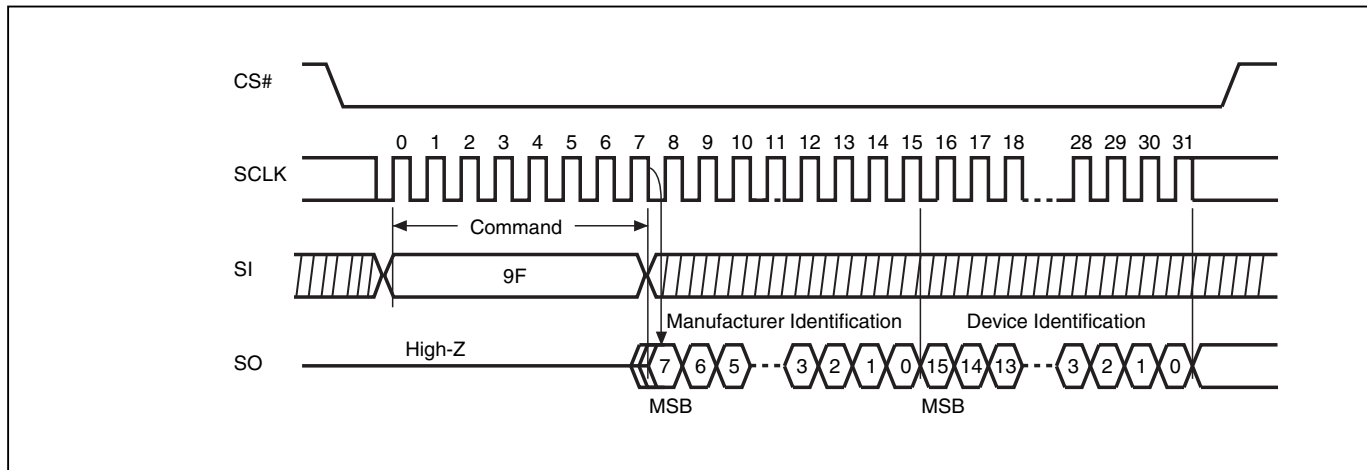 CS#
0 1 2 3 4 5 6 7 8 9 10 11 12 13 14 15 16 17 18 28 29 30 31
SCLK
Command
SI
9F
Manufacturer Identification Device Identification
High-Z
SO
7 6 5 3 2 1 0 15 14 13 3 2 1 0
MSB MSB